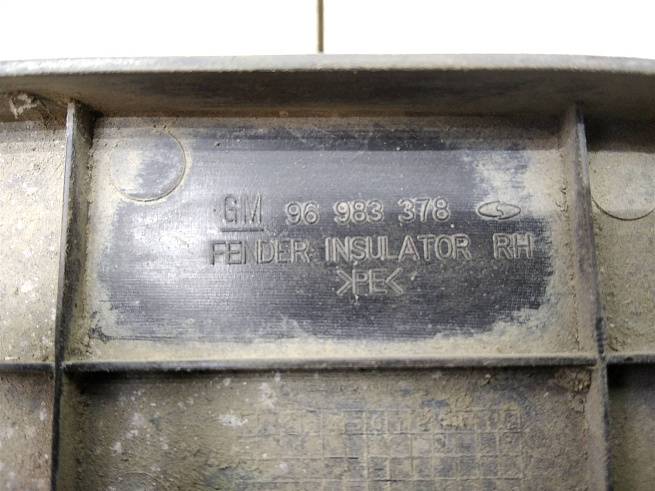 GM 96 983 378
FENDER INSULATOR RH
>PE<